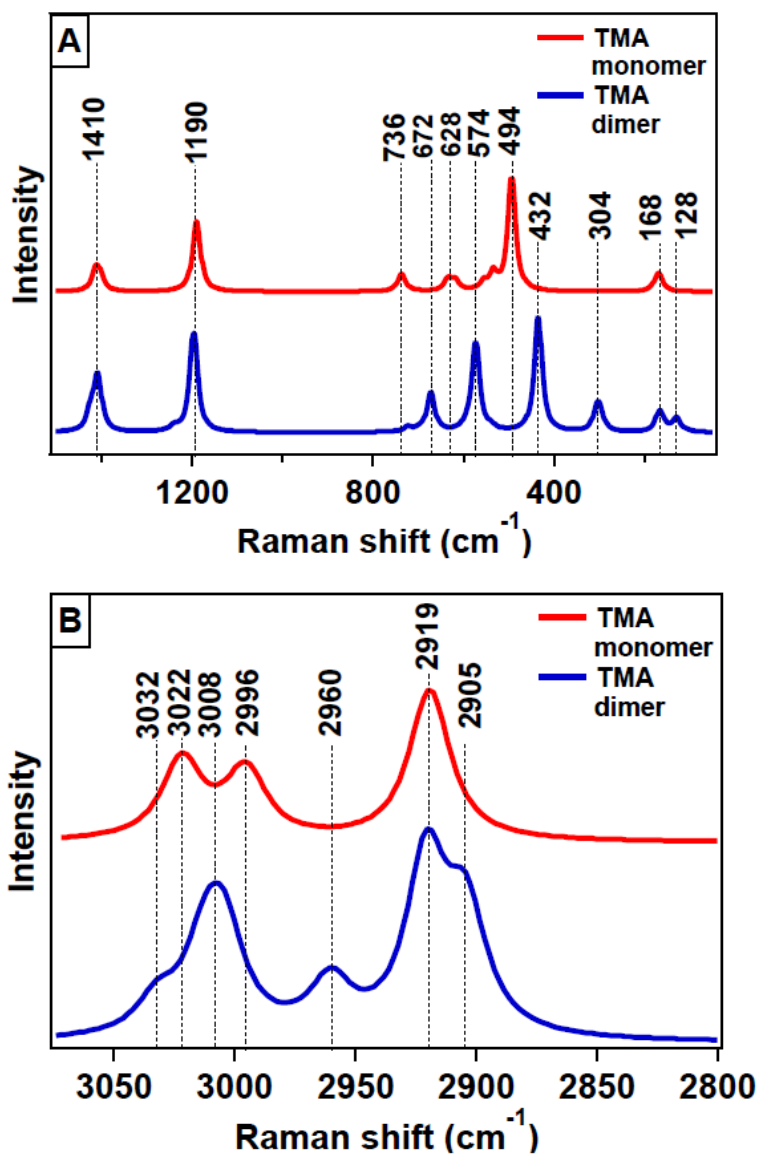 A
TMA
monomer
TMA
dimer
1410
1190
736
672
628
574
494
432
304
168
128
Intensity
1200
800
400
Raman shift (cm-1)
B
TMA
monomer
TMA
dimer
3032
3022
3008
2996
2960
2919
2905
Intensity
3050
3000
2950
2900
2850
2800
Raman shift (cm-1)